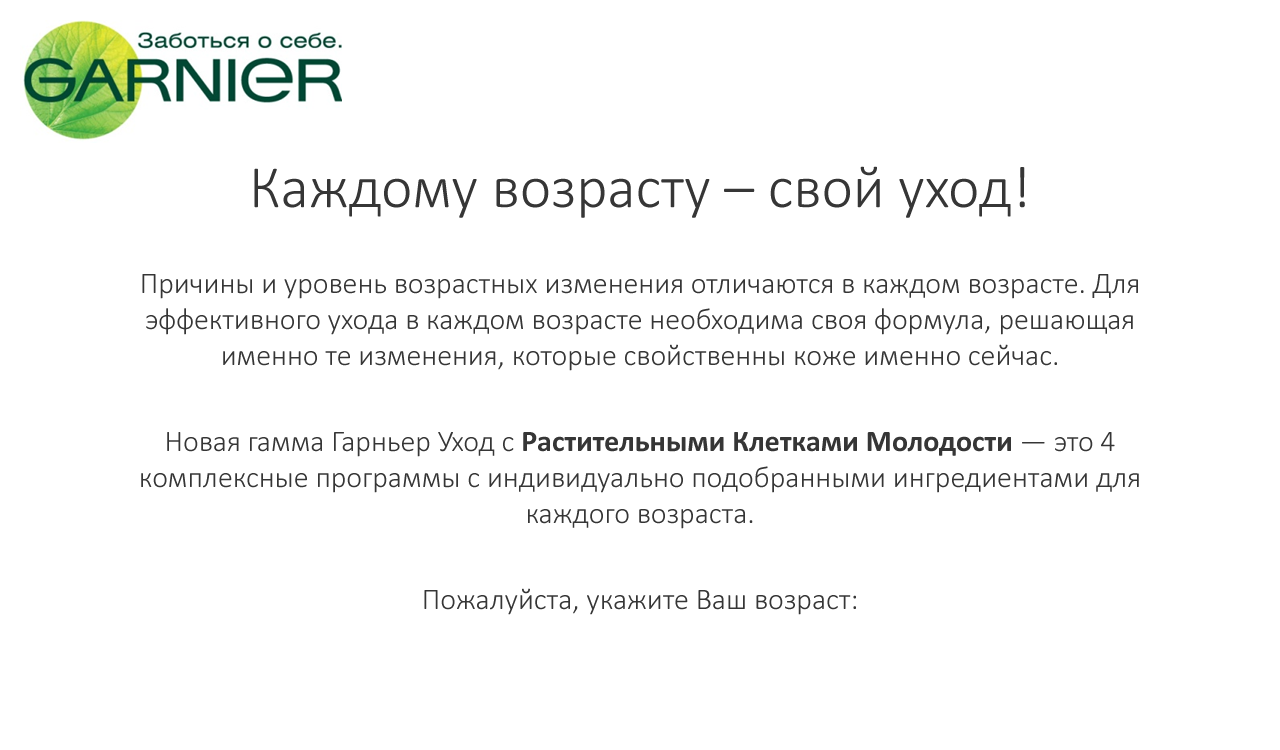 Заботься о себе.
GARNIER
Каждому возрасту – свой уход!
Причины и уровень возрастных изменения отличаются в каждом возрасте. Для
эффективного ухода в каждом возрасте необходима своя формула, решающая
именно те изменения, которые свойственны коже именно сейчас.
Новая гамма Гарньер Уход с Растительными Клетками Молодости — это 4
комплексные программы с индивидуально подобранными ингредиентами для
каждого возраста.
Пожалуйста, укажите Ваш возраст: